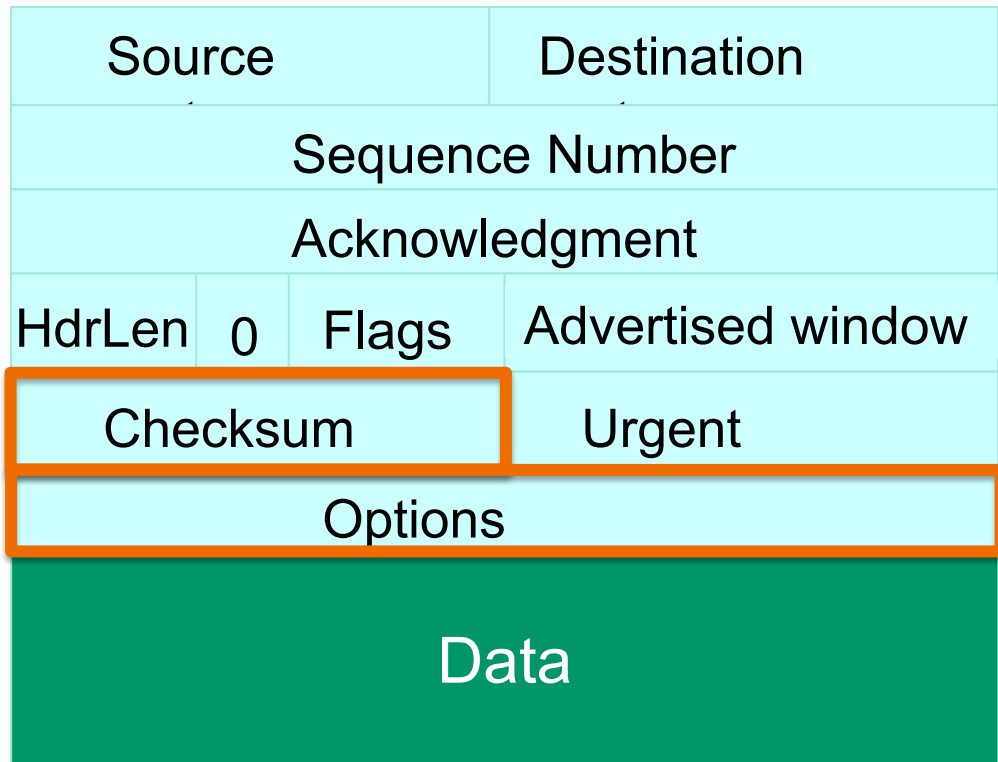 Source
Destination
Sequence Number
Acknowledgment
HdrLen
0
Flags
Advertised window
Checksum
Urgent
Options
Data